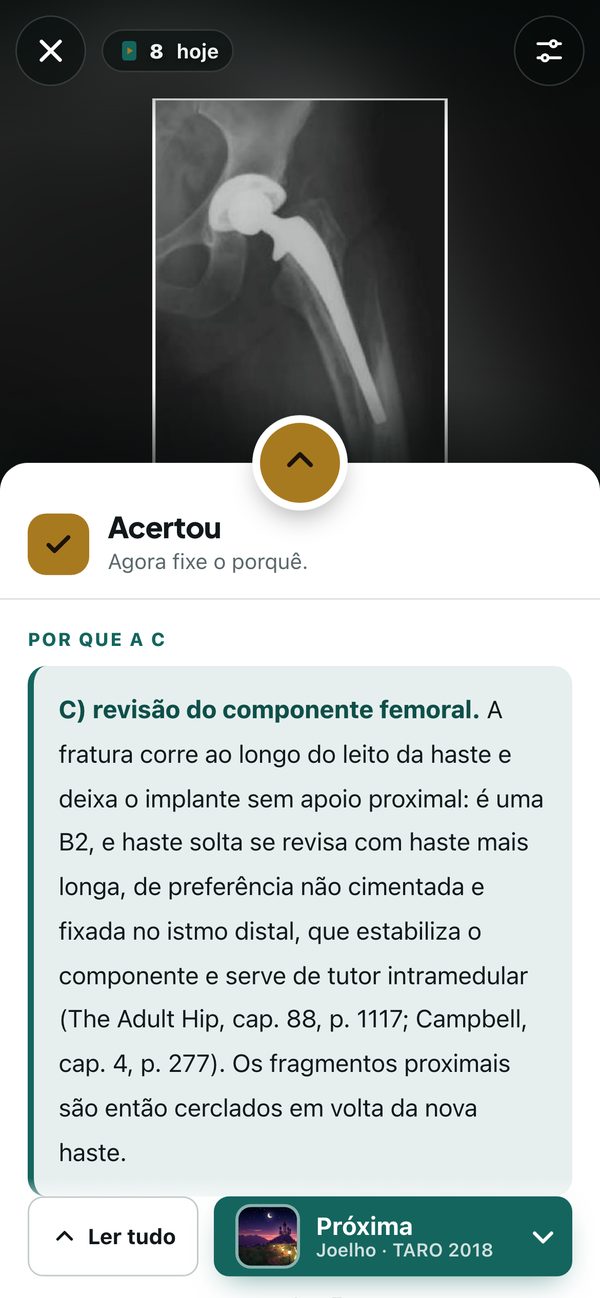 8 hoje
Acertou
Agora fixe o porquê.
POR QUE A C
C) revisão do componente femoral. A
fratura corre ao longo do leito da haste e
deixa o implante sem apoio proximal: é uma
B2, e haste solta se revisa com haste mais
longa, de preferência não cimentada e
fixada no istmo distal, que estabiliza o
componente e serve de tutor intramedular
(The Adult Hip, cap. 88, p. 1117; Campbell,
cap. 4, p. 277). Os fragmentos proximais
são então cerclados em volta da nova
haste.
Ler tudo
Próxima
Joelho · TARO 2018